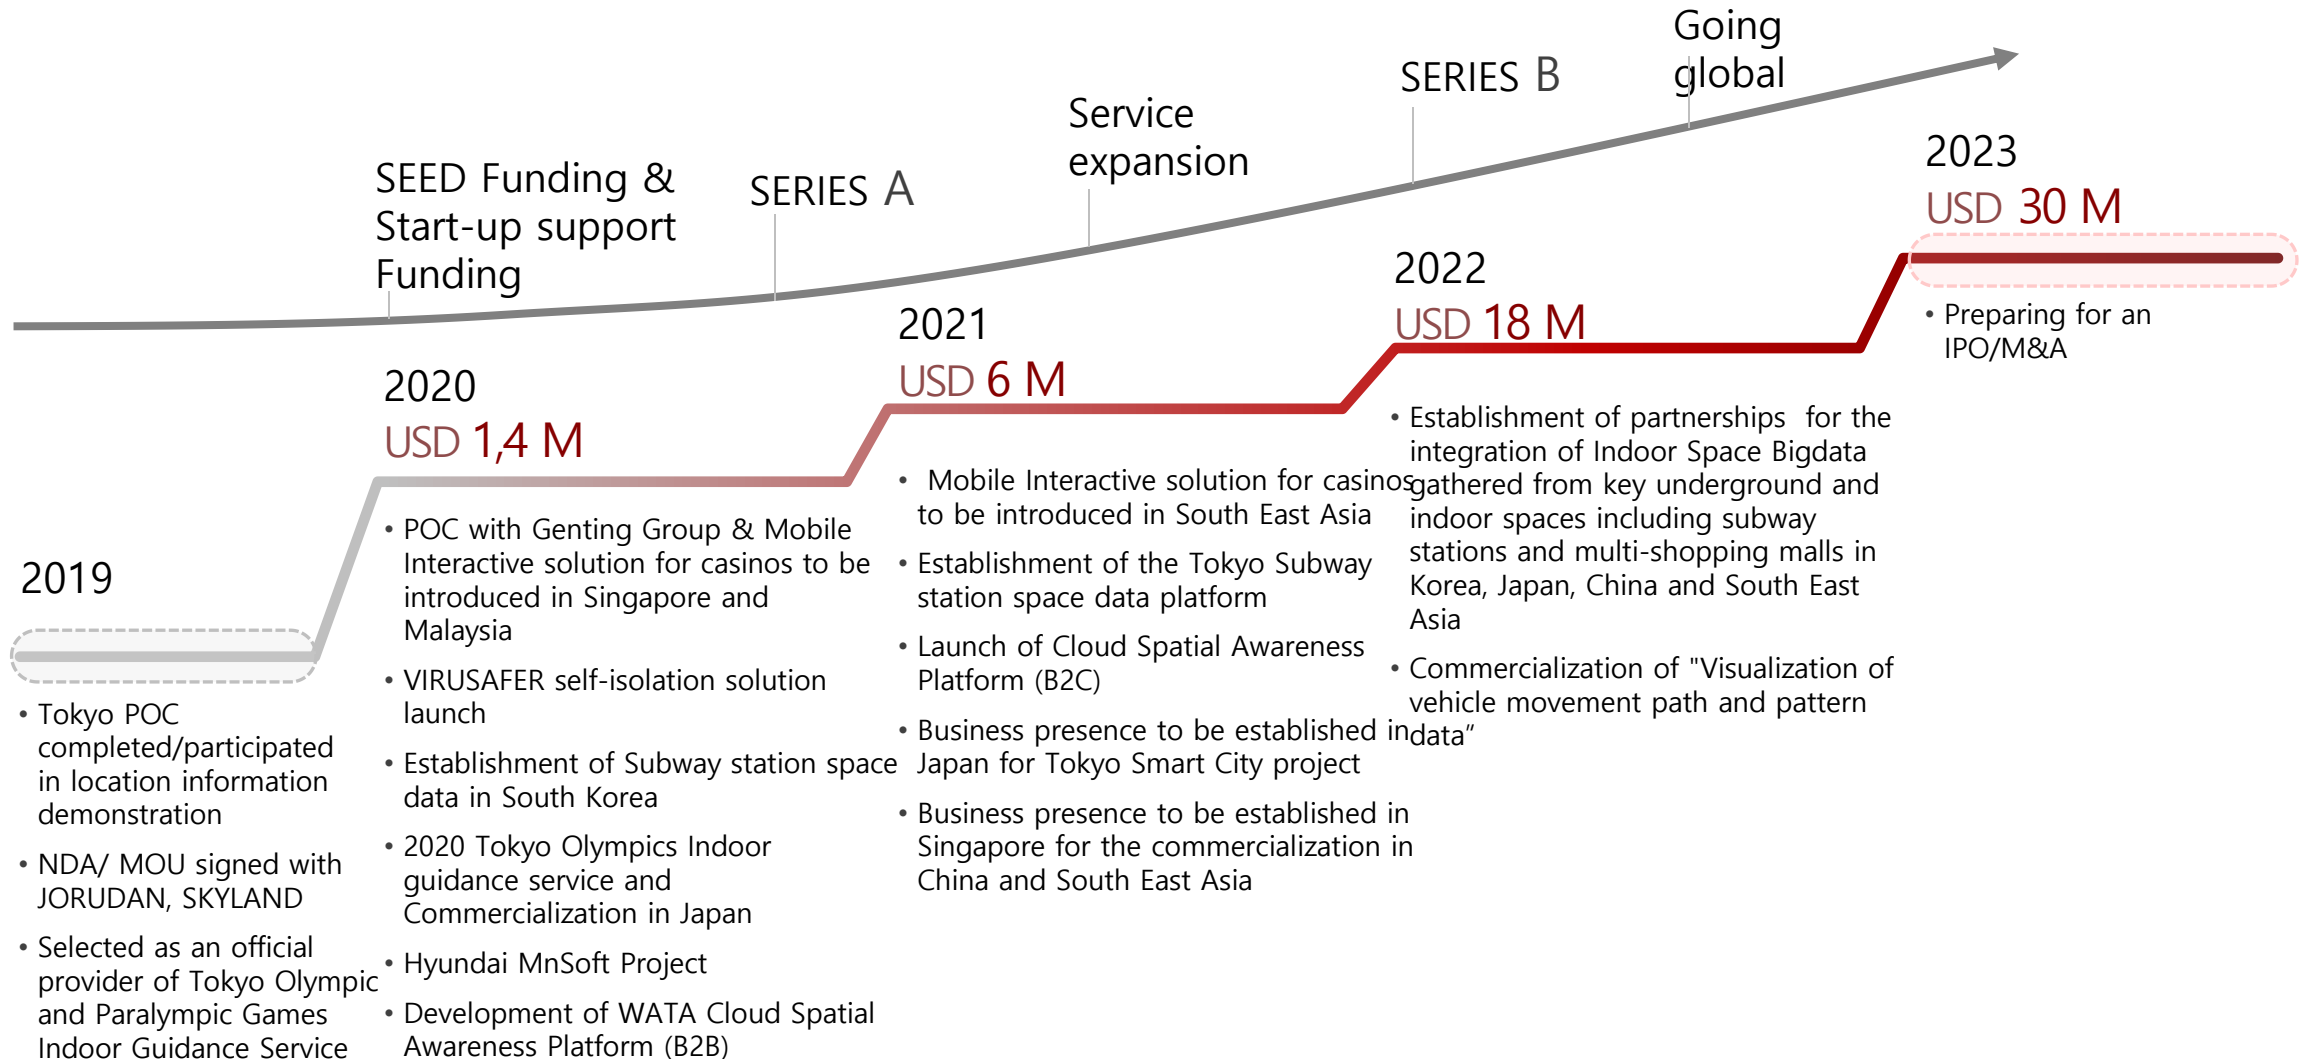 Going
global
SERIES B
Service
expansion
SEED Funding &
Start-up support
Funding
SERIES A
2019
• Tokyo POC
completed/participated
in location information
demonstration
• NDA/ MOU signed with
JORUDAN, SKYLAND
• Selected as an official
provider of Tokyo Olympic
and Paralympic Games
Indoor Guidance Service
2020
USD 1,4 M
• POC with Genting Group & Mobile
Interactive solution for casinos to be
introduced in Singapore and
Malaysia
• VIRUSAFER self-isolation solution
launch
• Establishment of Subway station space
data in South Korea
• 2020 Tokyo Olympics Indoor
guidance service and
Commercialization in Japan
• Hyundai MnSoft Project
• Development of WATA Cloud Spatial
Awareness Platform (B2B)
2021
USD 6 M
• Mobile Interactive solution for casinos
to be introduced in South East Asia
• Establishment of the Tokyo Subway
station space data platform
• Launch of Cloud Spatial Awareness
Platform (B2C)
• Business presence to be established in
Japan for Tokyo Smart City project
• Business presence to be established in
Singapore for the commercialization in
China and South East Asia
2022
USD 18 M
• Establishment of partnerships for the
integration of Indoor Space Bigdata
gathered from key underground and
indoor spaces including subway
stations and multi-shopping malls in
Korea, Japan, China and South East
Asia
• Commercialization of "Visualization of
vehicle movement path and pattern
data”
2023
USD 30 M
• Preparing for an
IPO/M&A